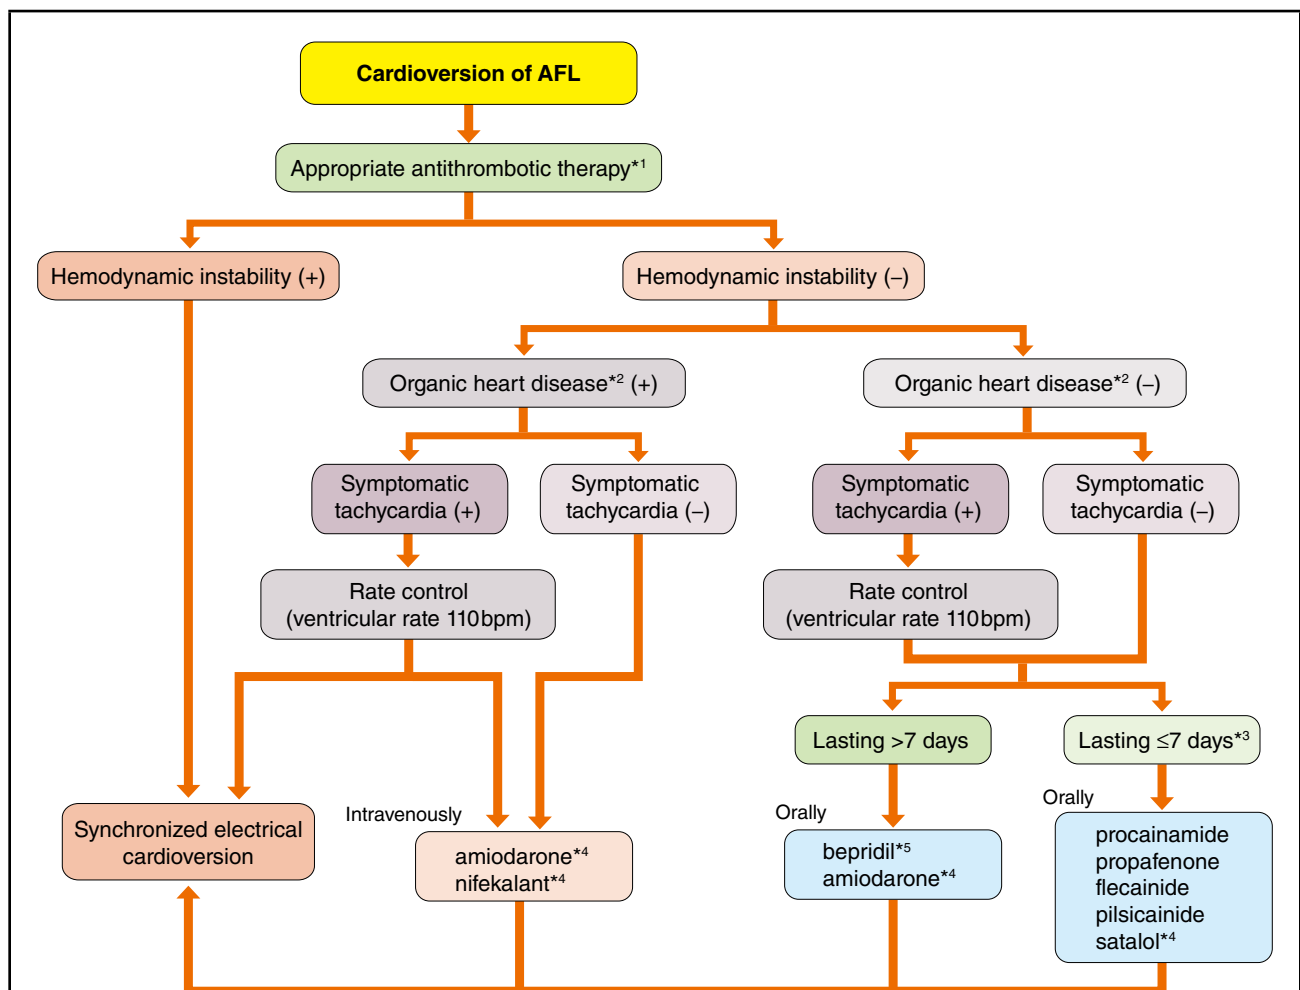 Cardioversion of AFL
Appropriate antithrombotic therapy*1
Hemodynamic instability (+)
Hemodynamic instability (–)
Organic heart disease*2 (+)
Organic heart disease*2 (–)
Symptomatic
tachycardia (+)
Symptomatic
tachycardia (–)
Symptomatic
tachycardia (+)
Symptomatic
tachycardia (–)
Rate control
(ventricular rate 110bpm)
Rate control
(ventricular rate 110bpm)
Lasting >7 days
Lasting ≤7 days*3
Synchronized electrical
cardioversion
Intravenously
amiodarone*4
nifekalant*4
Orally
bepridil*5
amiodarone*4
Orally
procainamide
propafenone
flecainide
pilsicainide
satalol*4